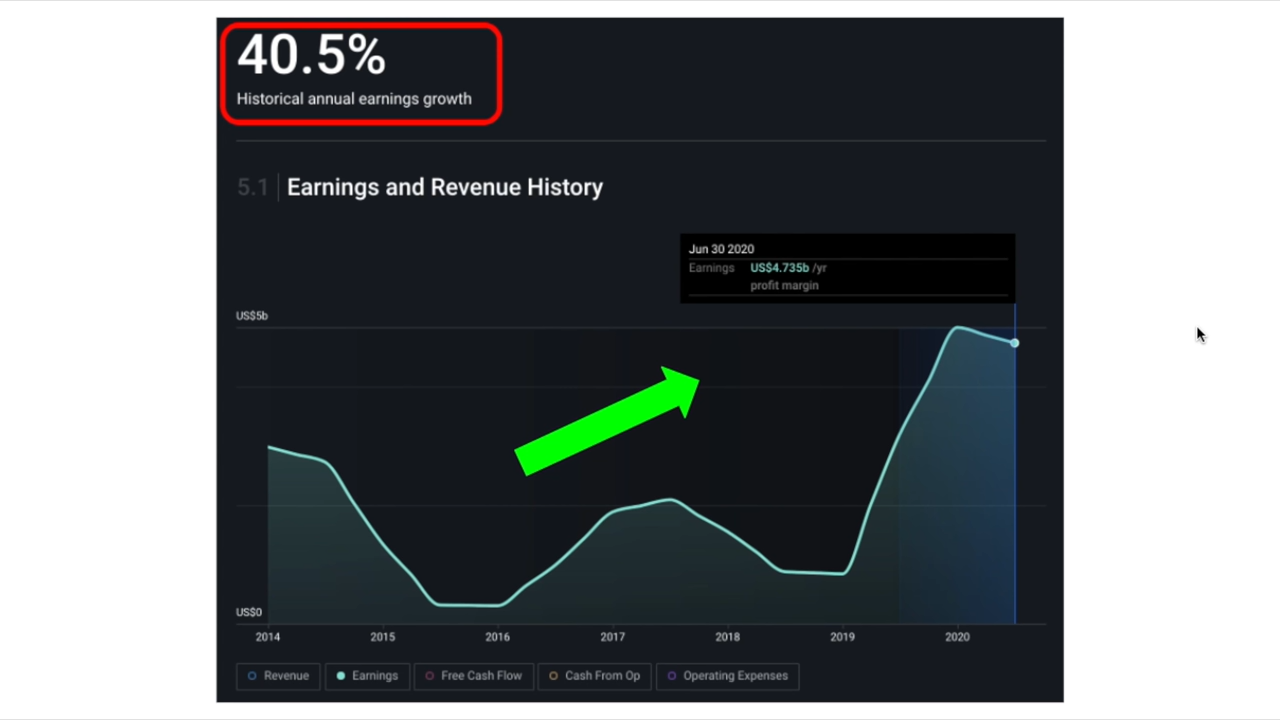 40.5%
Historical annual earnings growth
5.1 Earnings and Revenue History
Jun 30 2020
Earnings US$4.735b /yr
profit margin
US$5b
US$0
2014 2015 2016 2017 2018 2019 2020
Revenue Earnings Free Cash Flow Cash From Op Operating Expenses